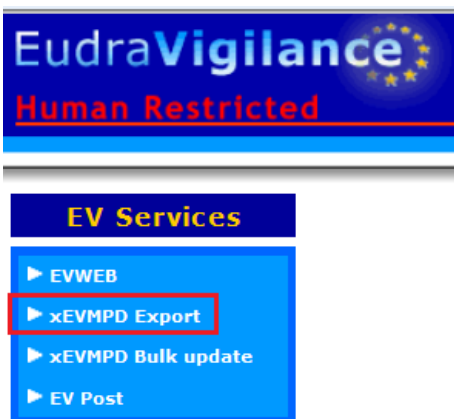 EudraVigilance
Human Restricted
EV Services
EVWEB
xEVMPD Export
xEVMPD Bulk update
EV Post